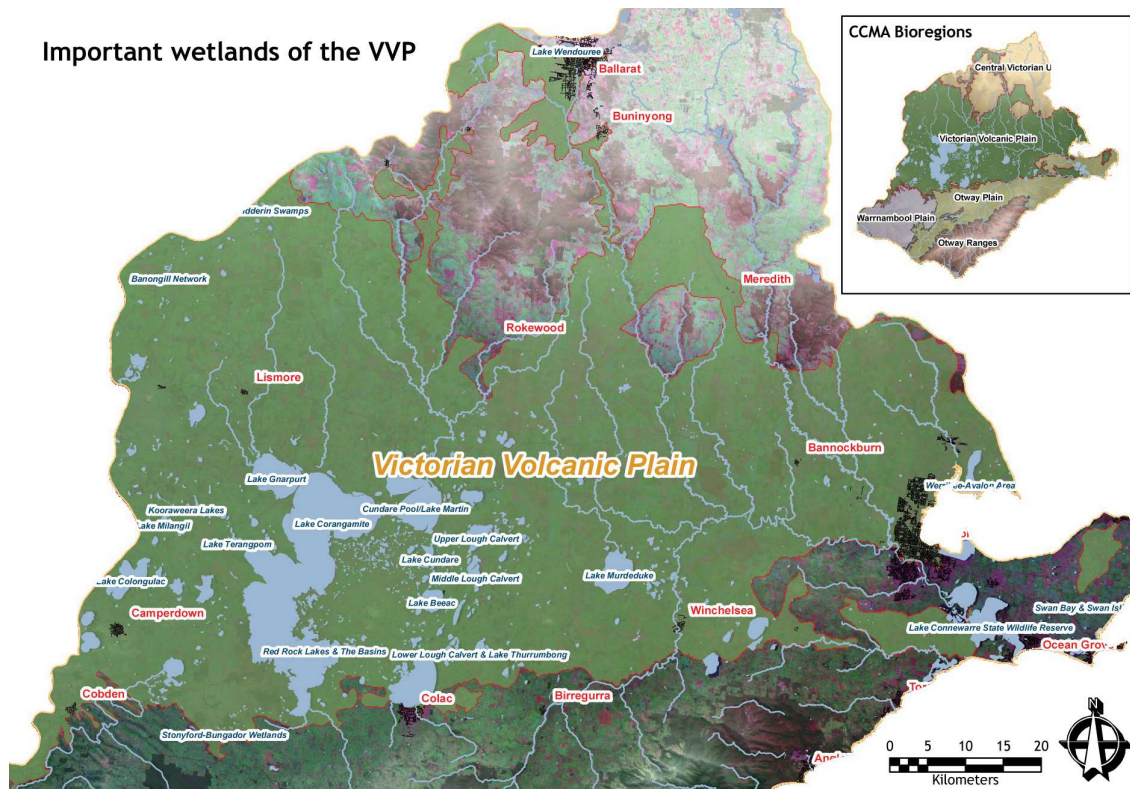 Important wetlands of the VVP
CCMA Bioregions
Central Victorian U
Victorian Volcanic Plain
Otway Plain
Warrnambool Plain
Otway Ranges
Lake Wendouree
Ballarat
Buninyong
dderin Swamps
Banongill Network
Meredith
Rokewood
Lismore
Bannockburn
Victorian Volcanic Plain
Lake Gnarpurt
Kooraweera Lakes
Cundare Pool/Lake Martin
Lake Corangamite
Lake Milangil
Lake Terangpom
Upper Lough Calvert
Lake Cundare
Middle Lough Calvert
Lake Colongulac
Lake Murdeduke
Lake Beeac
Camperdown
Winchelsea
Swan Bay & Swan Isl
Lake Connewarre State Wildlife Reserve
Ocean Grove
Red Rock Lakes & The Basins
Lower Lough Calvert & Lake Thurrumbong
Cobden
Colac
Birregurra
Stonyford-Bungador Wetlands
N
0 5 10 15 20
Kilometers